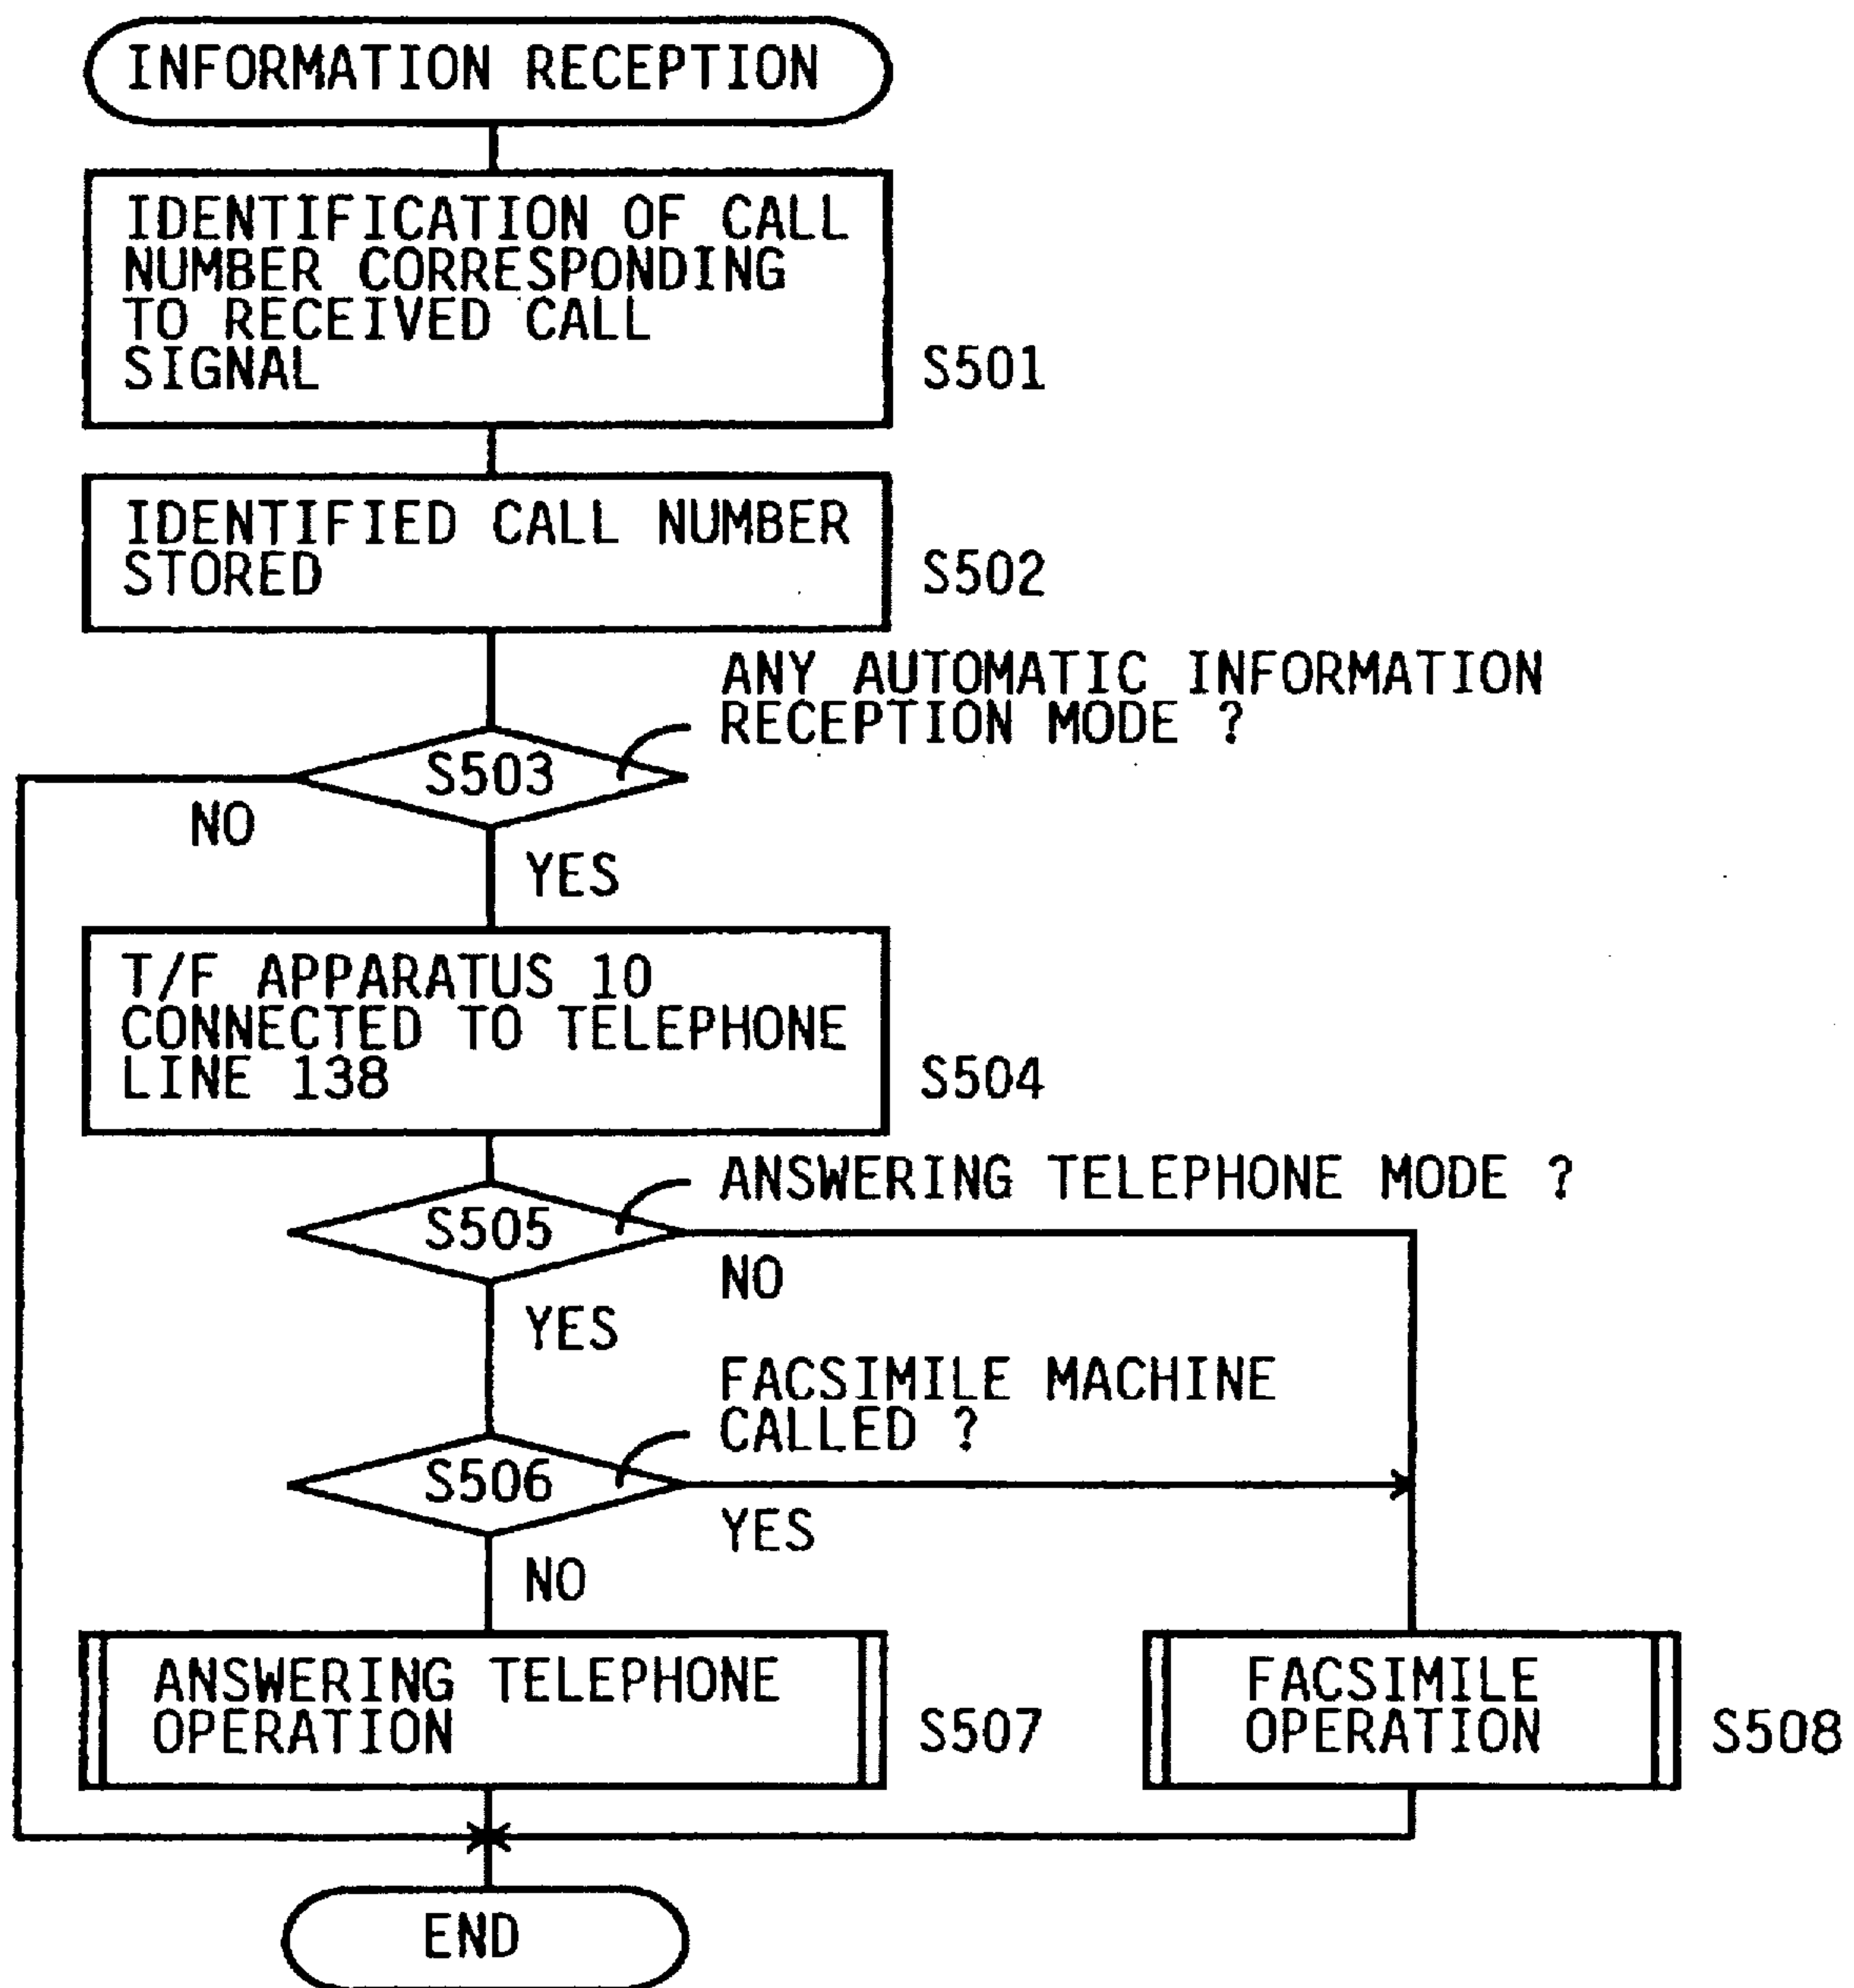 INFORMATION RECEPTION
IDENTIFICATION OF CALL
NUMBER CORRESPONDING
TO RECEIVED CALL
SIGNAL
S501
IDENTIFIED CALL NUMBER
STORED
S502
ANY AUTOMATIC INFORMATION
RECEPTION MODE ?
S503
NO
YES
T/F APPARATUS 10
CONNECTED TO TELEPHONE
LINE 138
S504
ANSWERING TELEPHONE MODE ?
S505
NO
YES
FACSIMILE MACHINE
CALLED ?
S506
YES
NO
ANSWERING TELEPHONE
OPERATION
S507
FACSIMILE
OPERATION
S508
END